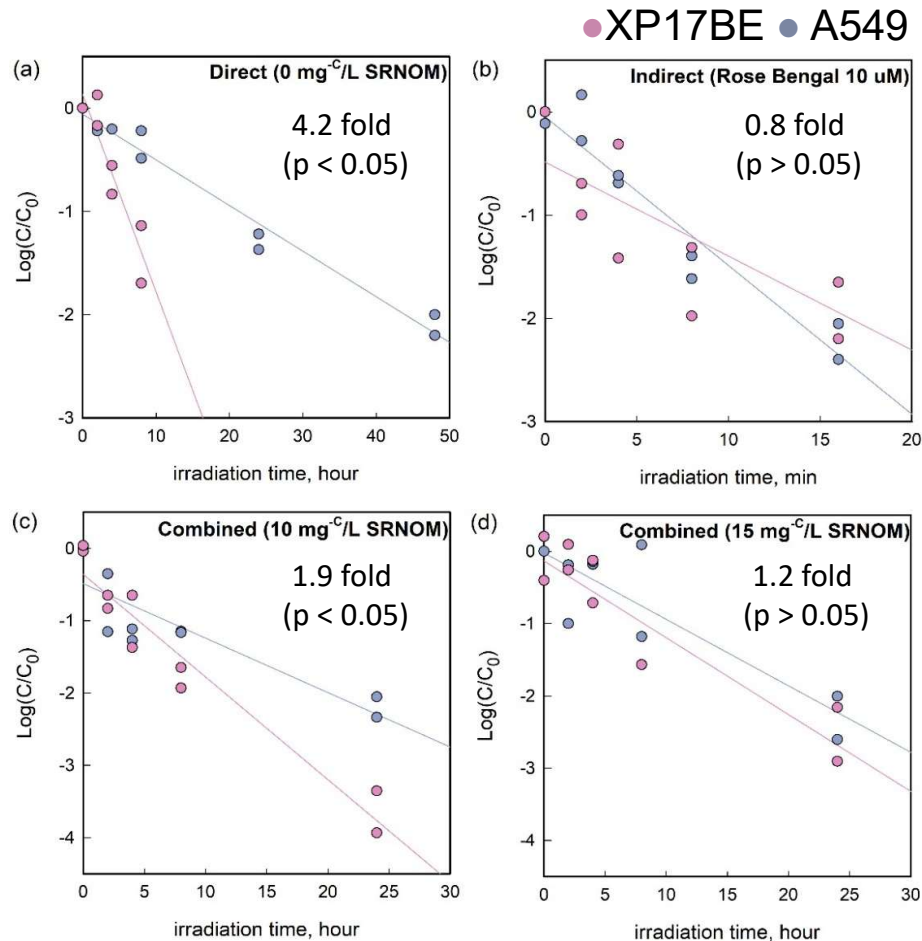 XP17BE A549
(a)
Direct (0 mg⁻ᶜ/L SRNOM)
4.2 fold
(p < 0.05)
0
-1
-2
-3
Log(C/C₀)
0 10 20 30 40 50
irradiation time, hour
(b)
Indirect (Rose Bengal 10 uM)
0.8 fold
(p > 0.05)
0
-1
-2
-3
Log(C/C₀)
0 5 10 15 20
irradiation time, min
(c)
Combined (10 mg⁻ᶜ/L SRNOM)
1.9 fold
(p < 0.05)
0
-1
-2
-3
-4
Log(C/C₀)
0 5 10 15 20 25 30
irradiation time, hour
(d)
Combined (15 mg⁻ᶜ/L SRNOM)
1.2 fold
(p > 0.05)
0
-1
-2
-3
-4
Log(C/C₀)
0 5 10 15 20 25 30
irradiation time, hour